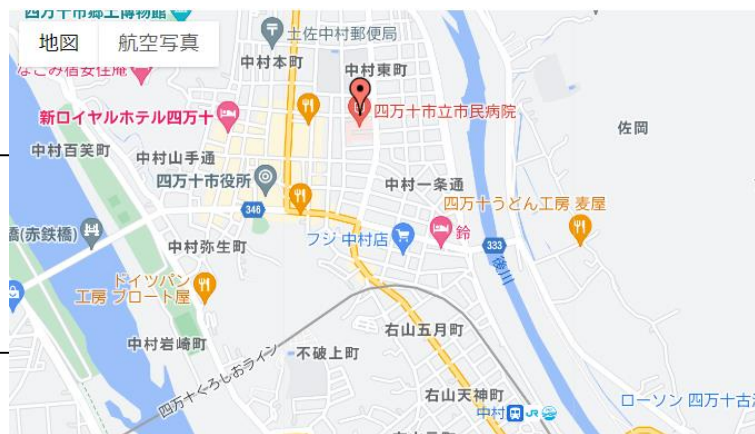 四万十市郷土博物館
地図
航空写真
土佐中村郵便局
なごみ宿安住庵
中村本町
中村東町
新ロイヤルホテル四万十
四万十市立市民病院
佐岡
中村百笑町
中村山手通
四万十市役所
中村一条通
四万十うどん工房 麦屋
346
橋(赤鉄橋)
中村弥生町
フジ 中村店
鈴
333
後川
ドイツパン
工房 ブロート屋
右山五月町
中村岩崎町
不破上町
四万十くろしおライン
右山天神町
ローソン 四万十古
中村
JR